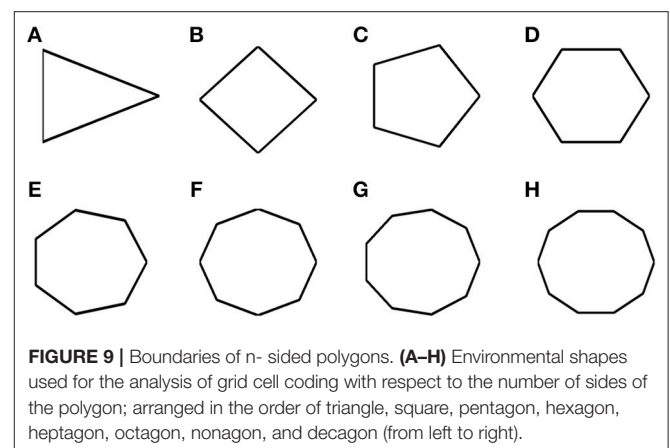 A B C D
E F G H
FIGURE 9 | Boundaries of n- sided polygons. (A–H) Environmental shapes
used for the analysis of grid cell coding with respect to the number of sides of
the polygon; arranged in the order of triangle, square, pentagon, hexagon,
heptagon, octagon, nonagon, and decagon (from left to right).